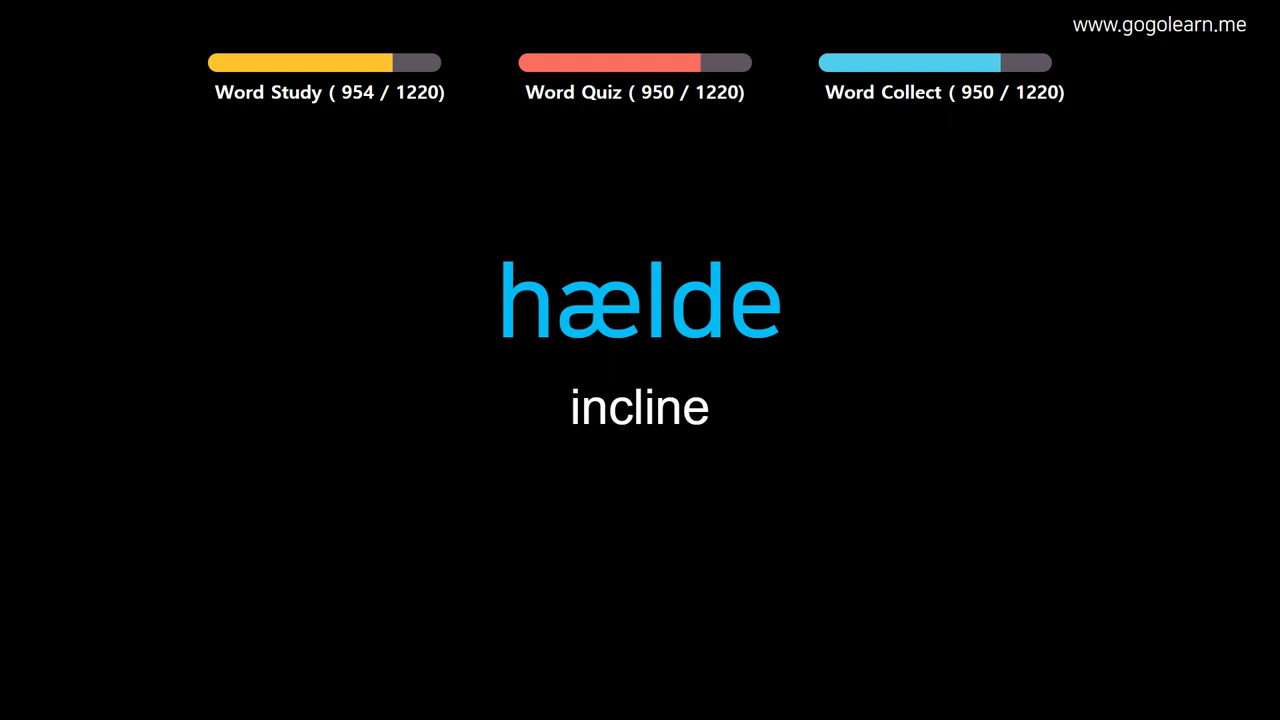 www.gogolearn.me
Word Study ( 954 / 1220)
Word Quiz ( 950 / 1220)
Word Collect ( 950 / 1220)
hælde
incline